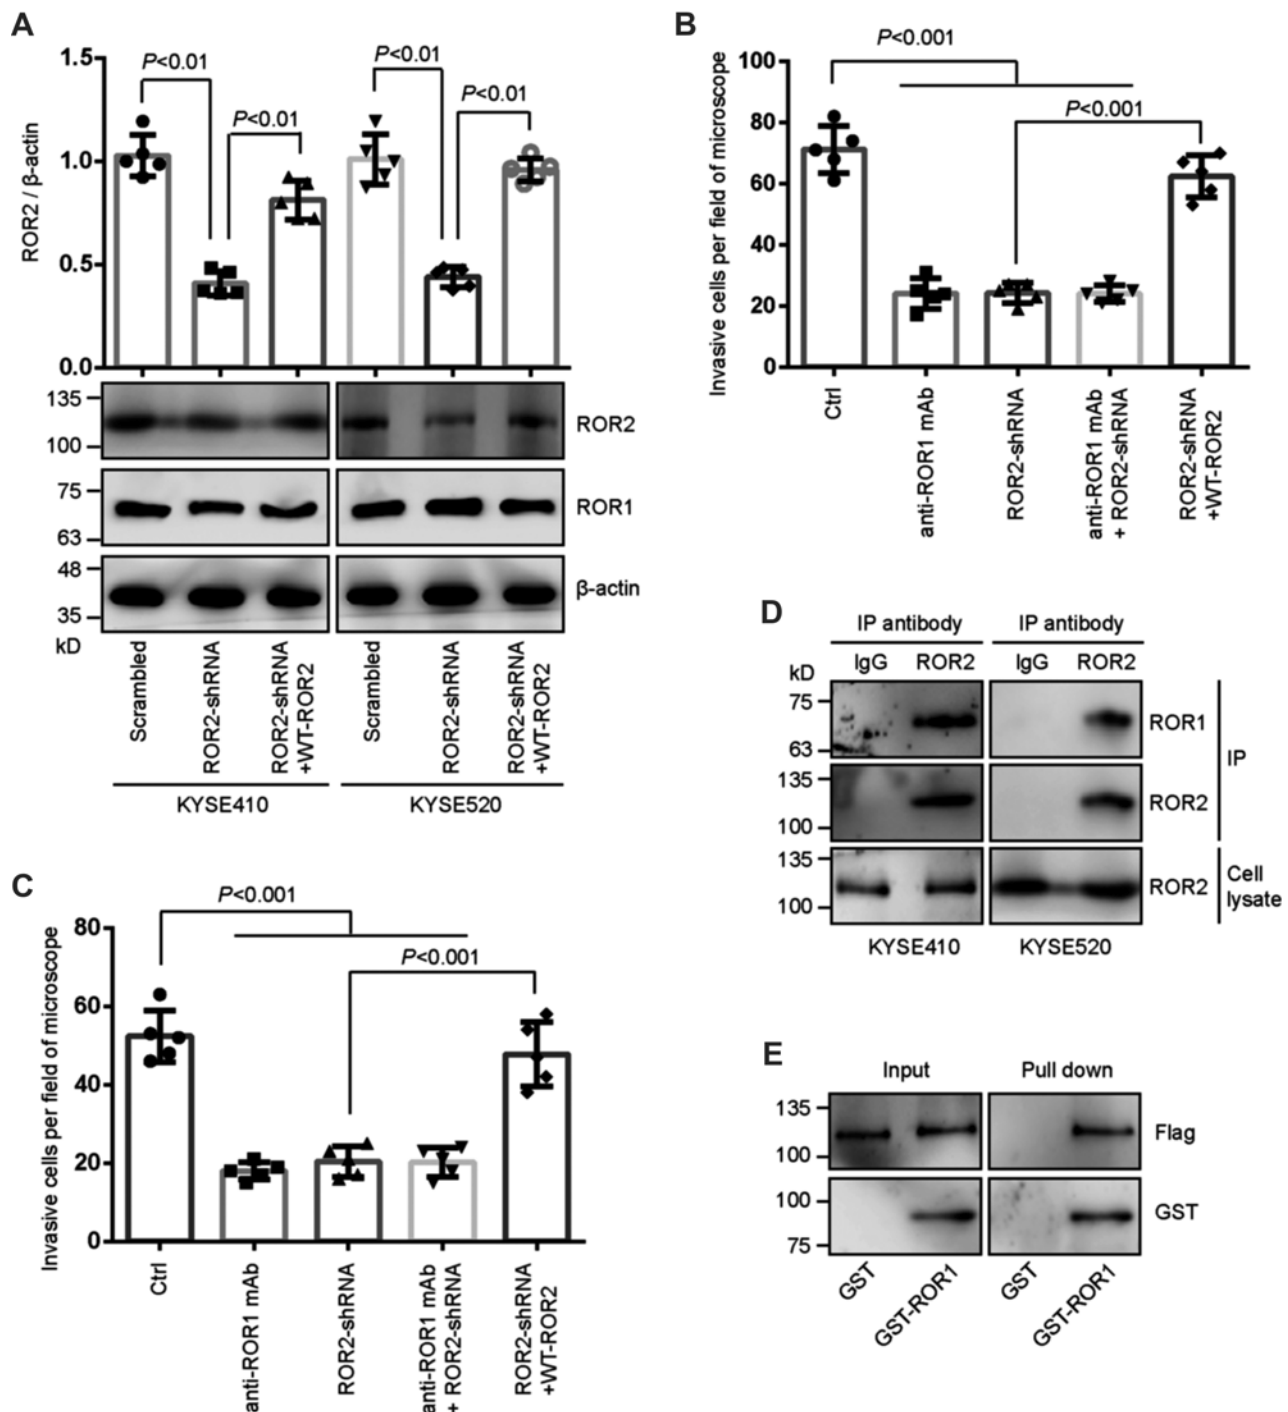 A
P<0.01
P<0.01
P<0.01
P<0.01
1.5
1.0
0.5
0.0
ROR2 / β-actin
135
100
ROR2
75
63
ROR1
48
35
β-actin
kD
Scrambled
ROR2-shRNA
ROR2-shRNA
+WT-ROR2
Scrambled
ROR2-shRNA
ROR2-shRNA
+WT-ROR2
KYSE410
KYSE520
B
P<0.001
P<0.001
100
80
60
40
20
0
Invasive cells per field of microscope
Ctrl
anti-ROR1 mAb
ROR2-shRNA
anti-ROR1 mAb
+ ROR2-shRNA
ROR2-shRNA
+WT-ROR2
C
P<0.001
P<0.001
80
60
40
20
0
Invasive cells per field of microscope
Ctrl
anti-ROR1 mAb
ROR2-shRNA
anti-ROR1 mAb
+ ROR2-shRNA
ROR2-shRNA
+WT-ROR2
D
IP antibody
IP antibody
kD
IgG
ROR2
IgG
ROR2
75
63
ROR1
135
100
ROR2
IP
135
100
ROR2
Cell
lysate
KYSE410
KYSE520
E
Input
Pull down
135
100
Flag
100
75
GST
GST
GST-ROR1
GST
GST-ROR1